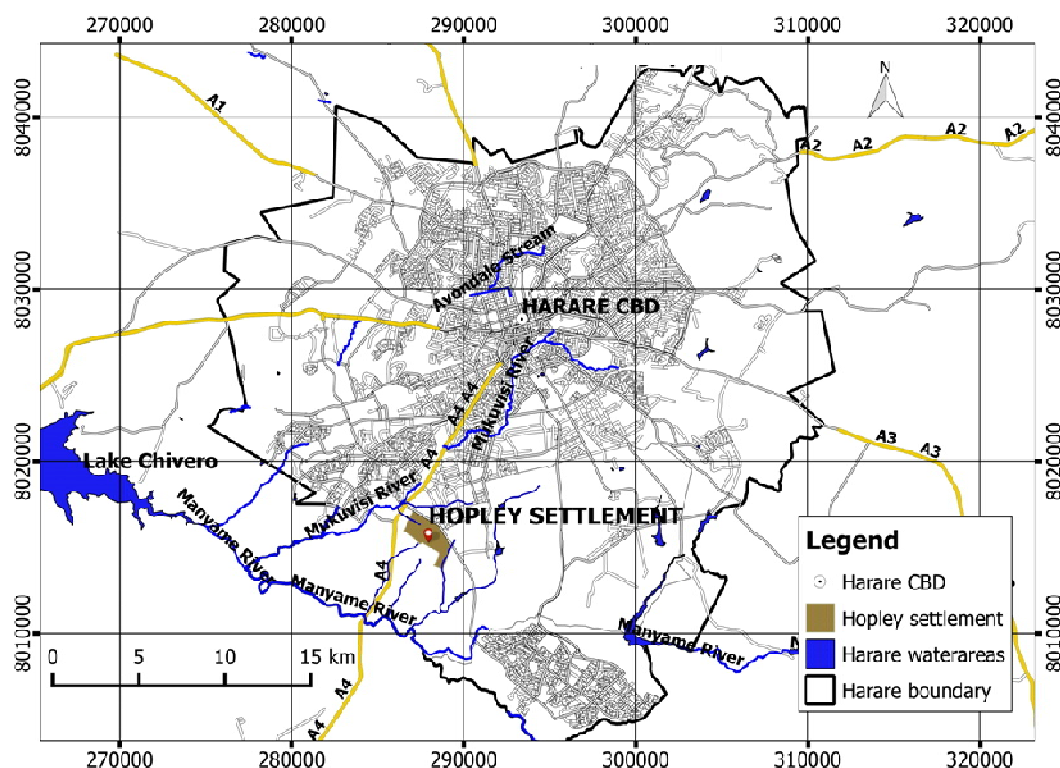 270000 280000 290000 300000 310000 320000
N
8040000 8040000
A1
A2 A2 A2 A2
Avondale Stream
8030000 8030000
HARARE CBD
A4 A4
Mukuvisi River
A3 A3
A4
8020000 8020000
Lake Chivero
Mukuvisi River
Manyame River
HOPLEY SETTLEMENT
A4
Manyame River
Manyame River
8010000 8010000
Legend
Harare CBD
Hopley settlement
Harare waterareas
Harare boundary
0 5 10 15 km
A4
A4
270000 280000 290000 300000 310000 320000